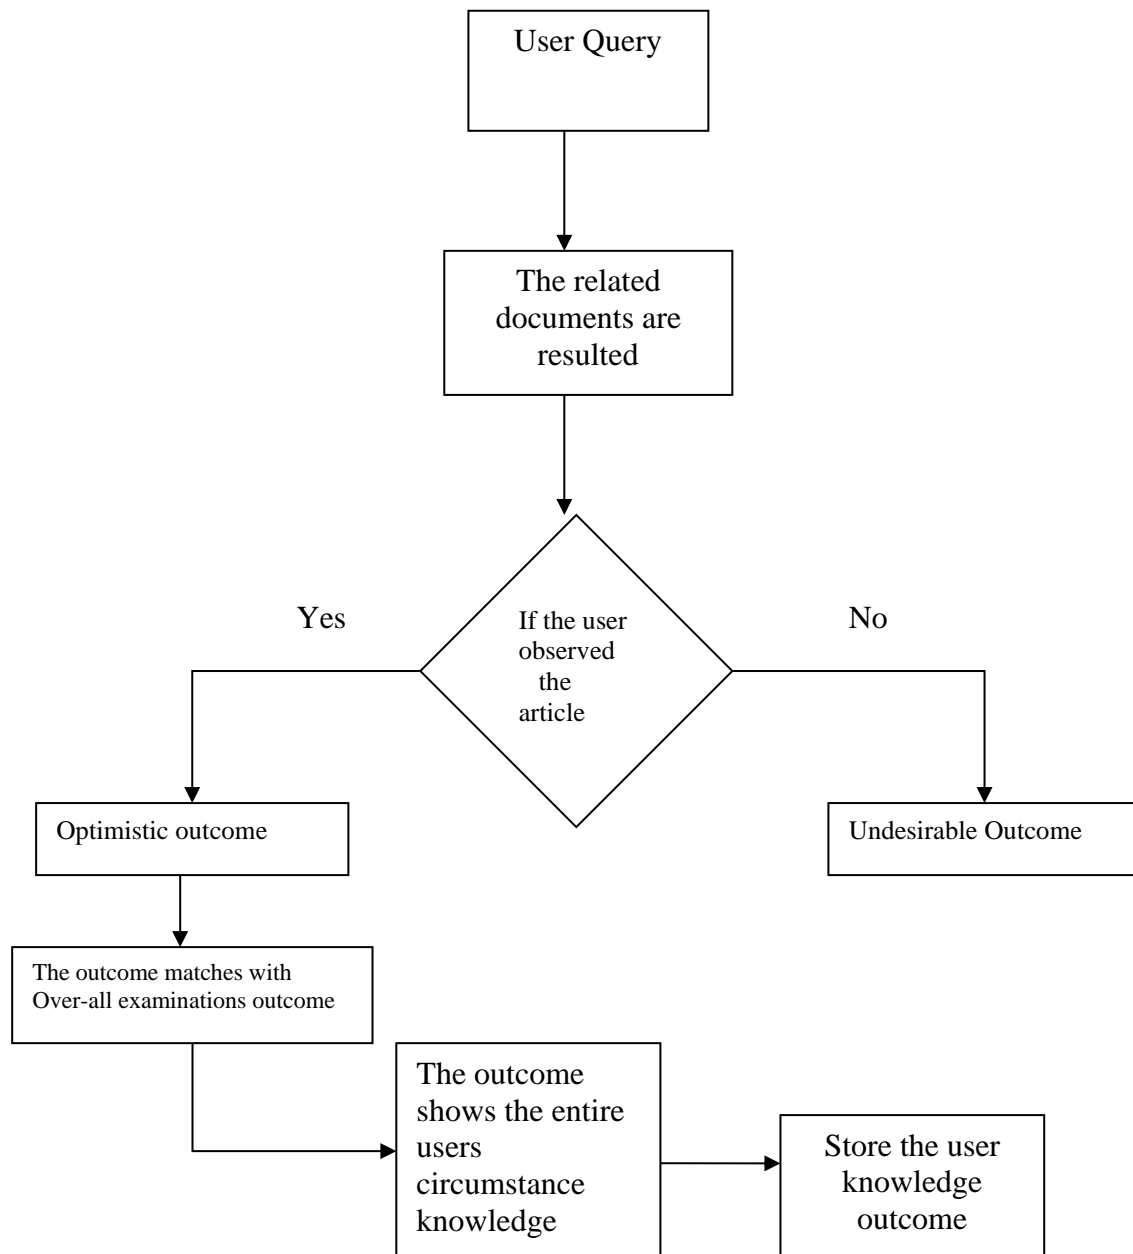 User Query
The related
documents are
resulted
Yes
No
If the user
observed
the
article
Optimistic outcome
Undesirable Outcome
The outcome matches with
Over-all examinations outcome
The outcome
shows the entire
users
circumstance
knowledge
Store the user
knowledge
outcome